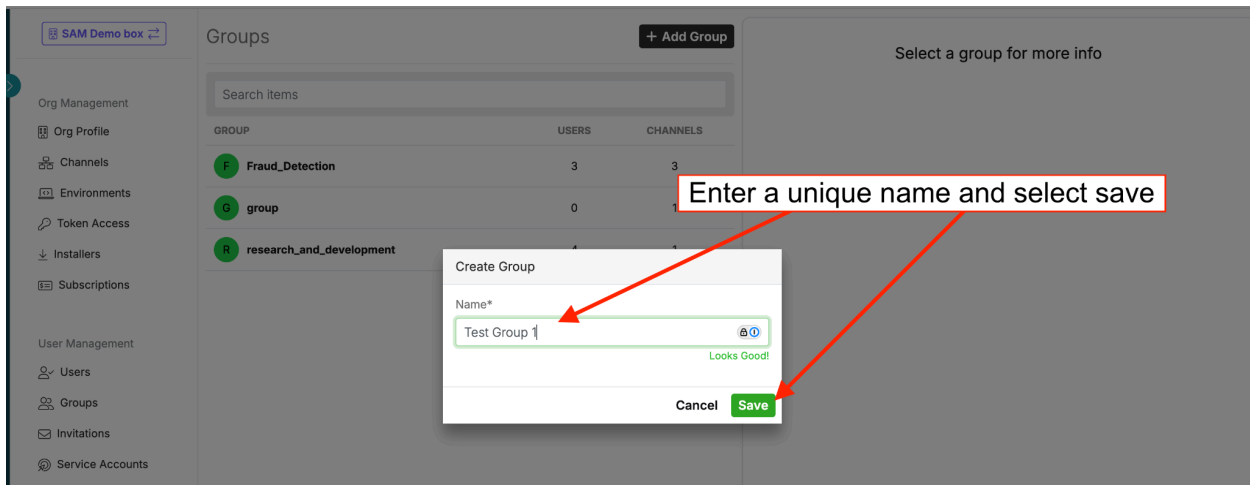 SAM Demo box
Groups
+ Add Group
Select a group for more info
Search items
Org Management
Org Profile
Channels
Environments
Token Access
Installers
Subscriptions
User Management
Users
Groups
Invitations
Service Accounts
GROUP USERS CHANNELS
F Fraud_Detection 3 3
G group 0 1
R research_and_development 4 1
Enter a unique name and select save
Create Group
Name*
Test Group 1
Looks Good!
Cancel Save